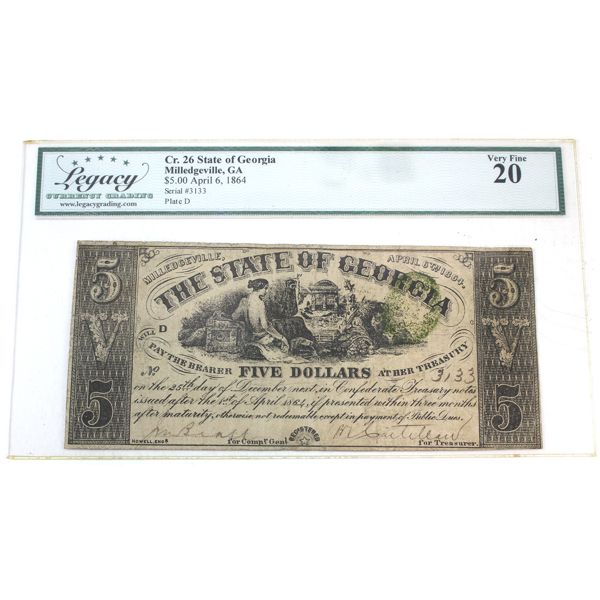 Legacy
CURRENCY GRADING
www.legacygrading.com
Cr. 26 State of Georgia
Milledgeville, GA
$5.00 April 6, 1864
Serial #3133
Plate D
Very Fine
20
MILLEDGEVILLE, APRIL 6TH 1864.
THE STATE OF GEORGIA
5
5
V
V
5
5
WILL
D
PAY THE BEARER FIVE DOLLARS AT HER TREASURY
No 3133
on the 25th day of December next, in Confederate Treasury notes
issued after the 1st of April 1864, if presented within three months
after maturity, otherwise not redeemable except in payment of Public Dues.
HOWELL, ENGR
for Compt. Genl
REGISTERED
for Treasurer.